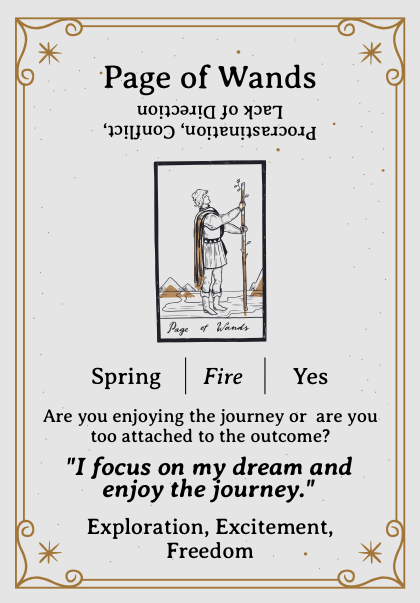 Page of Wands
Procrastination, Conflict,
Lack of Direction
Page of Wands
Spring Fire Yes
Are you enjoying the journey or are you
too attached to the outcome?
"I focus on my dream and
enjoy the journey."
Exploration, Excitement,
Freedom